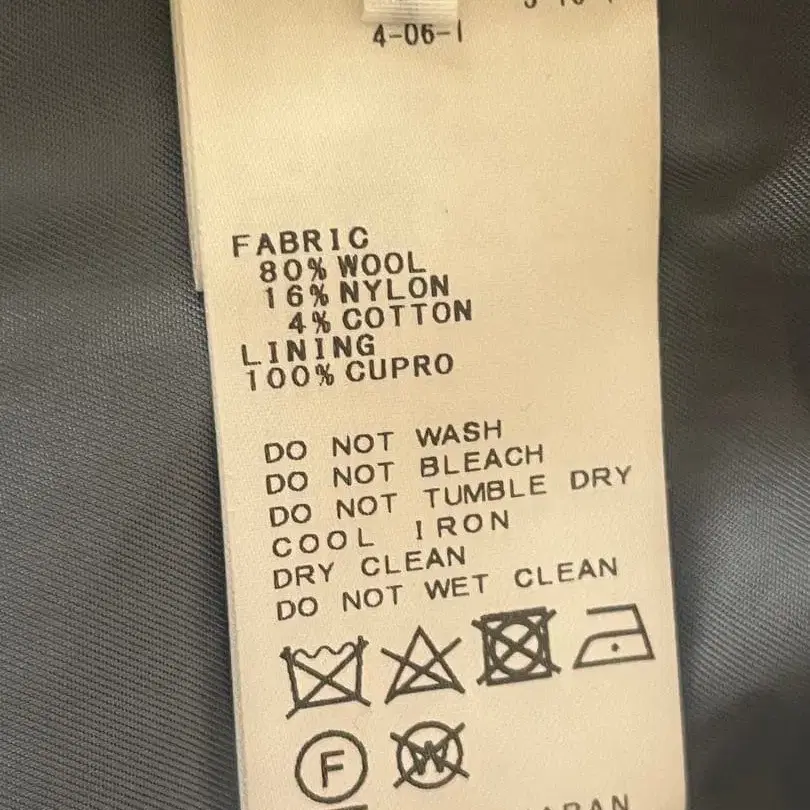 4-06-1
FABRIC
80% WOOL
16% NYLON
4% COTTON
LINING
100% CUPRO
DO NOT WASH
DO NOT BLEACH
DO NOT TUMBLE DRY
COOL IRON
DRY CLEAN
DO NOT WET CLEAN
F W